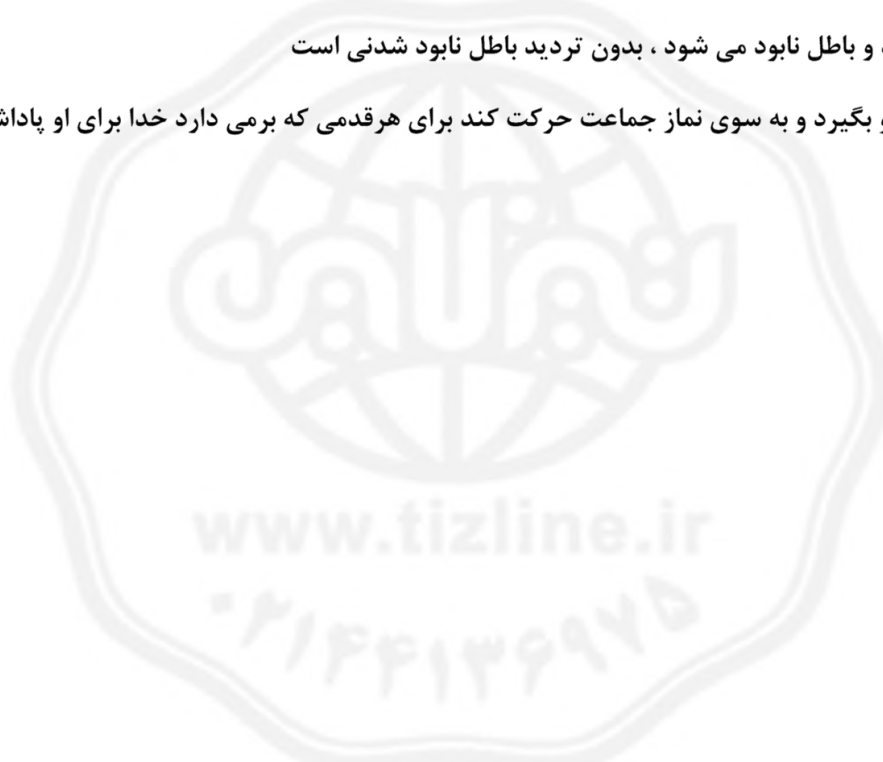 و باطل نابود می شود ، بدون تردید باطل نابود شدنی است
بگیرد و به سوی نماز جماعت حرکت کند برای هرقدمی که برمی دارد خدا برای او
تیزلاین
www.tizline.ir
۰۲۱۴۴۱۳۶۹۷۵